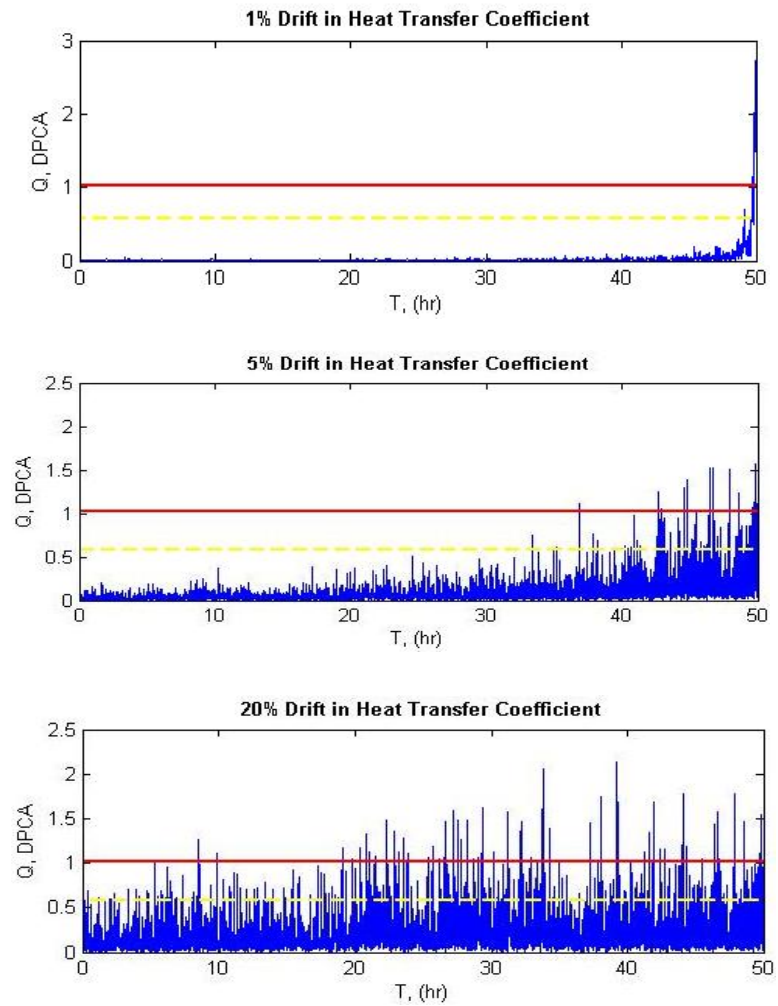 1% Drift in Heat Transfer Coefficient
3
2
1
0
Q, DPCA
0 10 20 30 40 50
T, (hr)
5% Drift in Heat Transfer Coefficient
2.5
2
1.5
1
0.5
0
Q, DPCA
0 10 20 30 40 50
T, (hr)
20% Drift in Heat Transfer Coefficient
2.5
2
1.5
1
0.5
0
Q, DPCA
0 10 20 30 40 50
T, (hr)